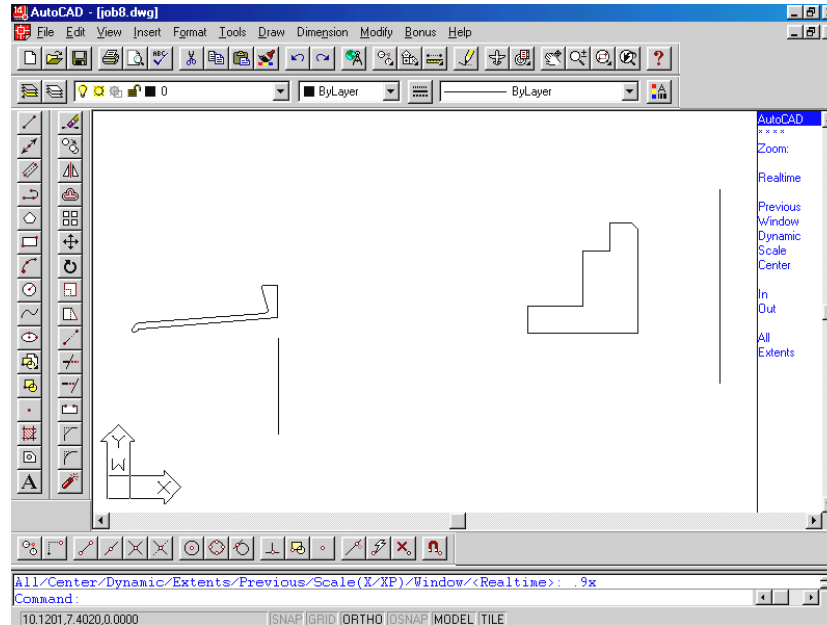 AutoCAD - [job8.dwg]
File Edit View Insert Format Tools Draw Dimension Modify Bonus Help
ABC
?
0
ByLayer
ByLayer
A
AutoCAD
* * * *
Zoom:
Realtime
Previous
Window
Dynamic
Scale
Center
In
Out
All
Extents
Y
W
X
A
All/Center/Dynamic/Extents/Previous/Scale(X/XP)/Window/<Realtime>: .9x
Command:
10.1201,7.4020,0.0000
SNAP GRID ORTHO OSNAP MODEL TILE